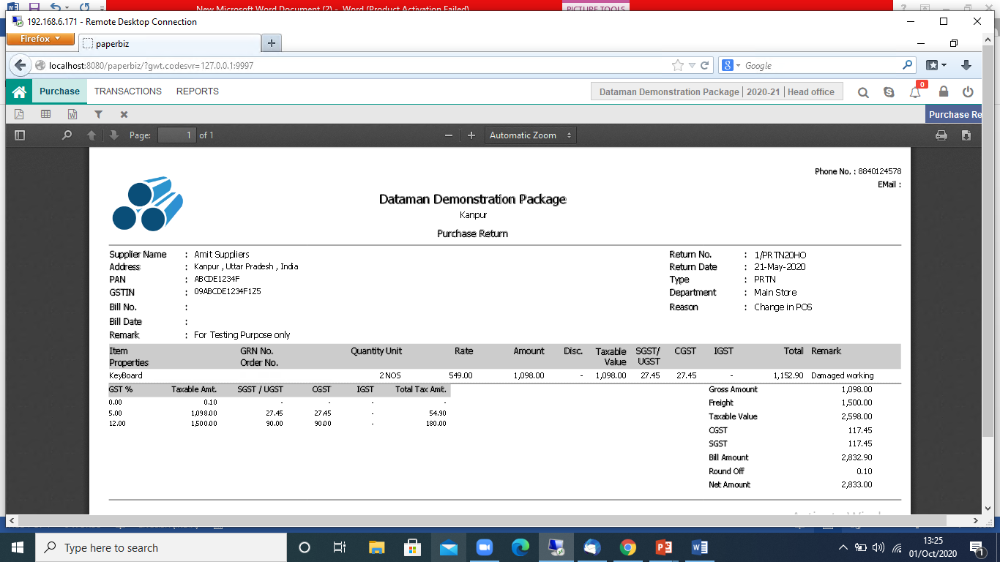 New Microsoft Word Document (2) - Word (Product Activation Failed)
PICTURE TOOLS
192.168.6.171 - Remote Desktop Connection
Firefox
paperbiz
localhost:8080/paperbiz/?gwt.codesvr=127.0.0.1:9997
Google
Purchase TRANSACTIONS REPORTS
Dataman Demonstration Package | 2020-21 | Head office
0
Purchase Re
Page: 1 of 1
Automatic Zoom
Phone No. : 8840124578
EMail :
Dataman Demonstration Package
Kanpur
Purchase Return
Supplier Name : Amit Suppliers Return No. : 1/PRTN20HO
Address : Kanpur , Uttar Pradesh , India Return Date : 21-May-2020
PAN : ABCDE1234F Type : PRTN
GSTIN : 09ABCDE1234F1Z5 Department : Main Store
Bill No. : Reason : Change in POS
Bill Date :
Remark : For Testing Purpose only
Item GRN No. Quantity Unit Rate Amount Disc. Taxable SGST/ CGST IGST Total Remark
Properties Order No. Value UGST
KeyBoard 2 NOS 549.00 1,098.00 - 1,098.00 27.45 27.45 - 1,152.90 Damaged working
GST % Taxable Amt. SGST / UGST CGST IGST Total Tax Amt. Gross Amount 1,098.00
0.00 0.10 - - - - Freight 1,500.00
5.00 1,098.00 27.45 27.45 - 54.90 Taxable Value 2,598.00
12.00 1,500.00 90.00 90.00 - 180.00 CGST 117.45
SGST 117.45
Bill Amount 2,832.90
Round Off 0.10
Net Amount 2,833.00
Type here to search
13:25
01/Oct/2020
1